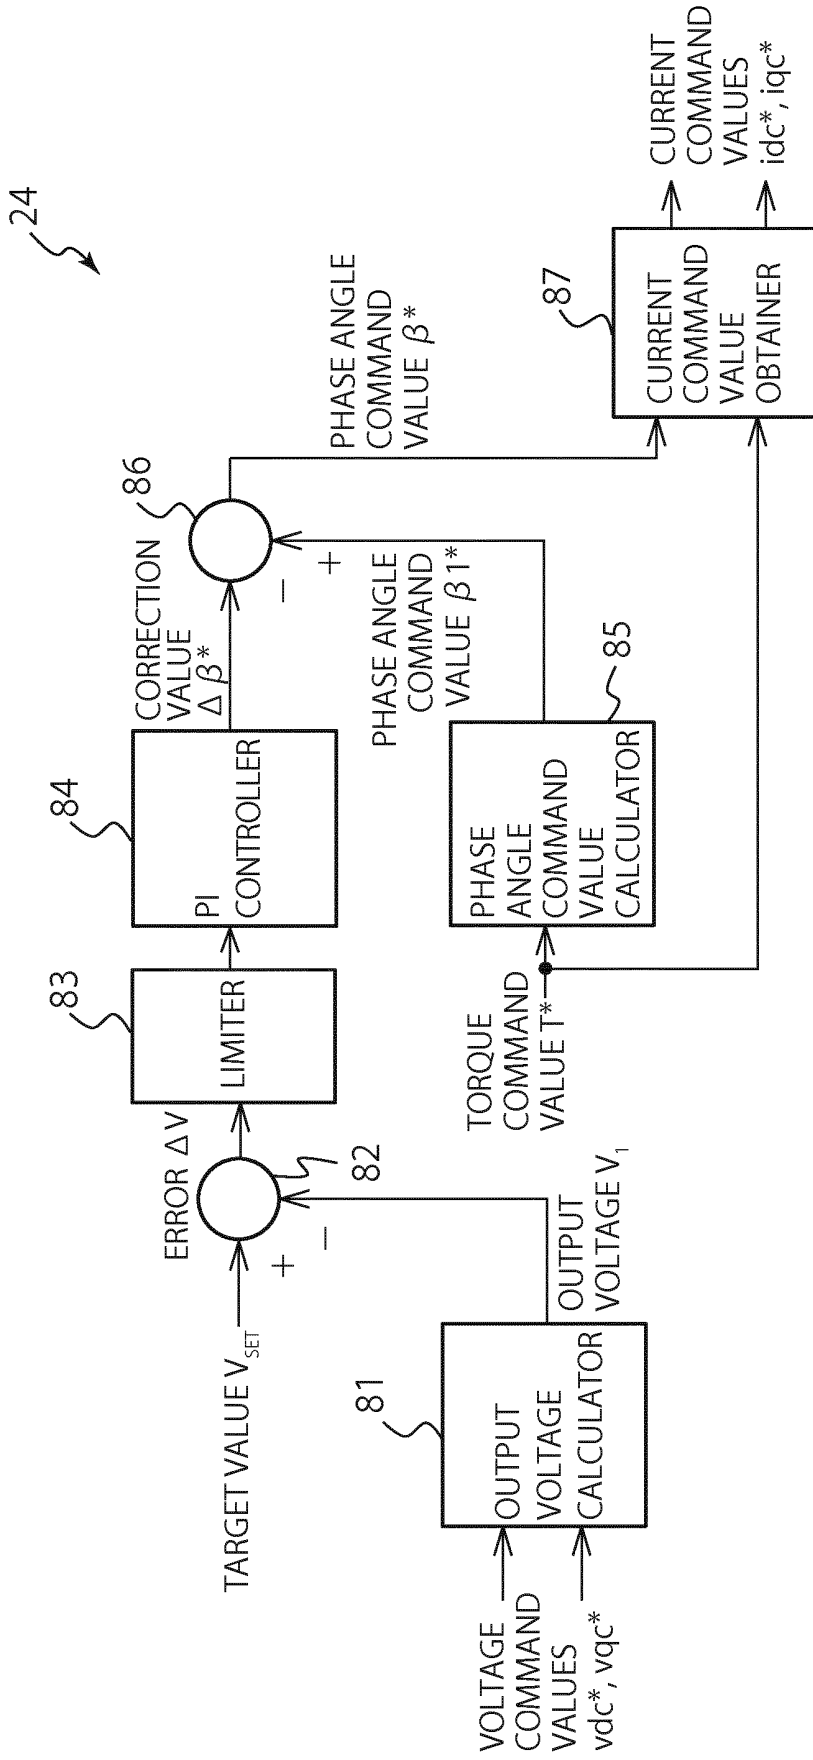 24
TARGET VALUE V_SET
ERROR ΔV
82
+
−
83
LIMITER
84
PI
CONTROLLER
CORRECTION
VALUE
Δβ*
86
−
+
PHASE ANGLE
COMMAND
VALUE β*
VOLTAGE
COMMAND
VALUES
vdc*, vqc*
81
OUTPUT
VOLTAGE
CALCULATOR
OUTPUT
VOLTAGE V₁
TORQUE
COMMAND
VALUE T*
PHASE
ANGLE
COMMAND
VALUE
CALCULATOR
85
PHASE ANGLE
COMMAND
VALUE β1*
87
CURRENT
COMMAND
VALUE
OBTAINER
CURRENT
COMMAND
VALUES
idc*, iqc*